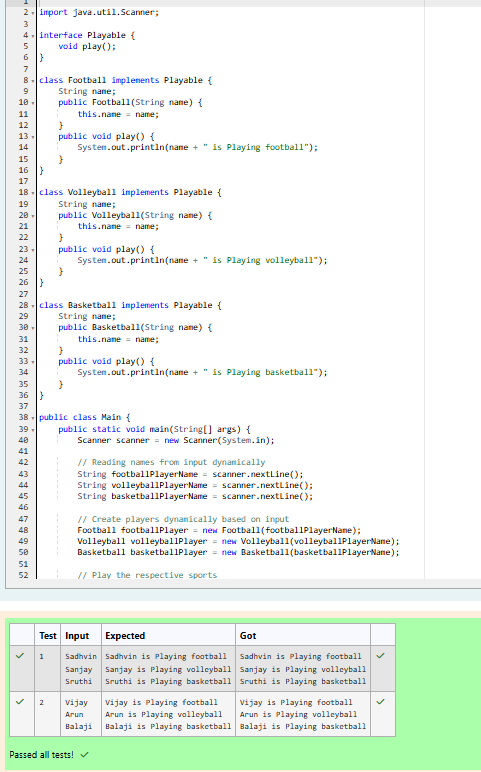 1
2 import java.util.Scanner;
3
4 interface Playable {
5     void play();
6 }
7
8 class Football implements Playable {
9     String name;
10     public Football(String name) {
11         this.name = name;
12     }
13     public void play() {
14         System.out.println(name + " is Playing football");
15     }
16 }
17
18 class Volleyball implements Playable {
19     String name;
20     public Volleyball(String name) {
21         this.name = name;
22     }
23     public void play() {
24         System.out.println(name + " is Playing volleyball");
25     }
26 }
27
28 class Basketball implements Playable {
29     String name;
30     public Basketball(String name) {
31         this.name = name;
32     }
33     public void play() {
34         System.out.println(name + " is Playing basketball");
35     }
36 }
37
38 public class Main {
39     public static void main(String[] args) {
40         Scanner scanner = new Scanner(System.in);
41
42         // Reading names from input dynamically
43         String footballPlayerName = scanner.nextLine();
44         String volleyballPlayerName = scanner.nextLine();
45         String basketballPlayerName = scanner.nextLine();
46
47         // Create players dynamically based on input
48         Football footballPlayer = new Football(footballPlayerName);
49         Volleyball volleyballPlayer = new Volleyball(volleyballPlayerName);
50         Basketball basketballPlayer = new Basketball(basketballPlayerName);
51
52         // Play the respective sports
Test Input Expected Got
1 Sadhvin Sadhvin is Playing football Sadhvin is Playing football
Sanjay Sanjay is Playing volleyball Sanjay is Playing volleyball
Sruthi Sruthi is Playing basketball Sruthi is Playing basketball
2 Vijay Vijay is Playing football Vijay is Playing football
Arun Arun is Playing volleyball Arun is Playing volleyball
Balaji Balaji is Playing basketball Balaji is Playing basketball
Passed all tests!